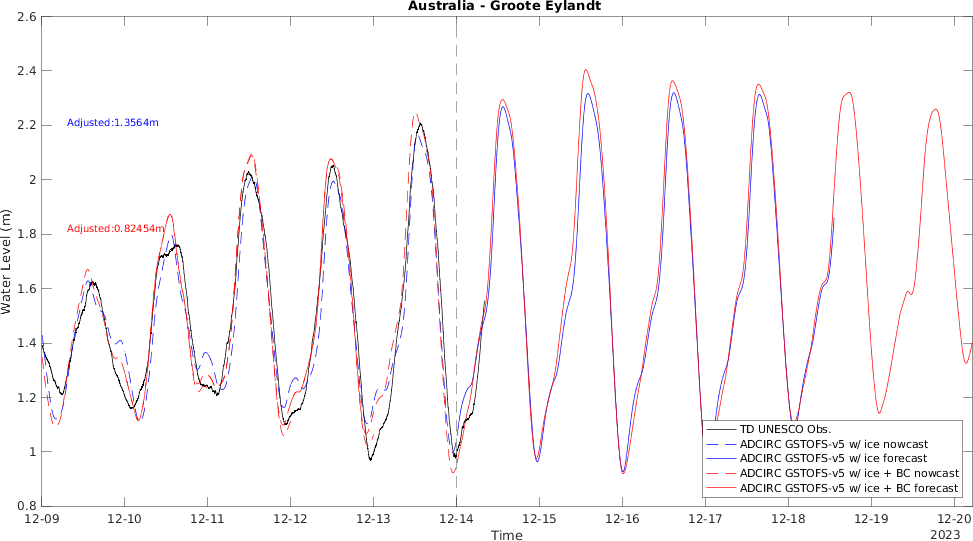 Australia - Groote Eylandt
2.6
2.4
2.2
2
1.8
1.6
1.4
1.2
1
0.8
Water Level (m)
Adjusted:1.3564m
Adjusted:0.82454m
TD UNESCO Obs.
ADCIRC GSTOFS-v5 w/ ice nowcast
ADCIRC GSTOFS-v5 w/ ice forecast
ADCIRC GSTOFS-v5 w/ ice + BC nowcast
ADCIRC GSTOFS-v5 w/ ice + BC forecast
12-09 12-10 12-11 12-12 12-13 12-14 12-15 12-16 12-17 12-18 12-19 12-20
Time
2023